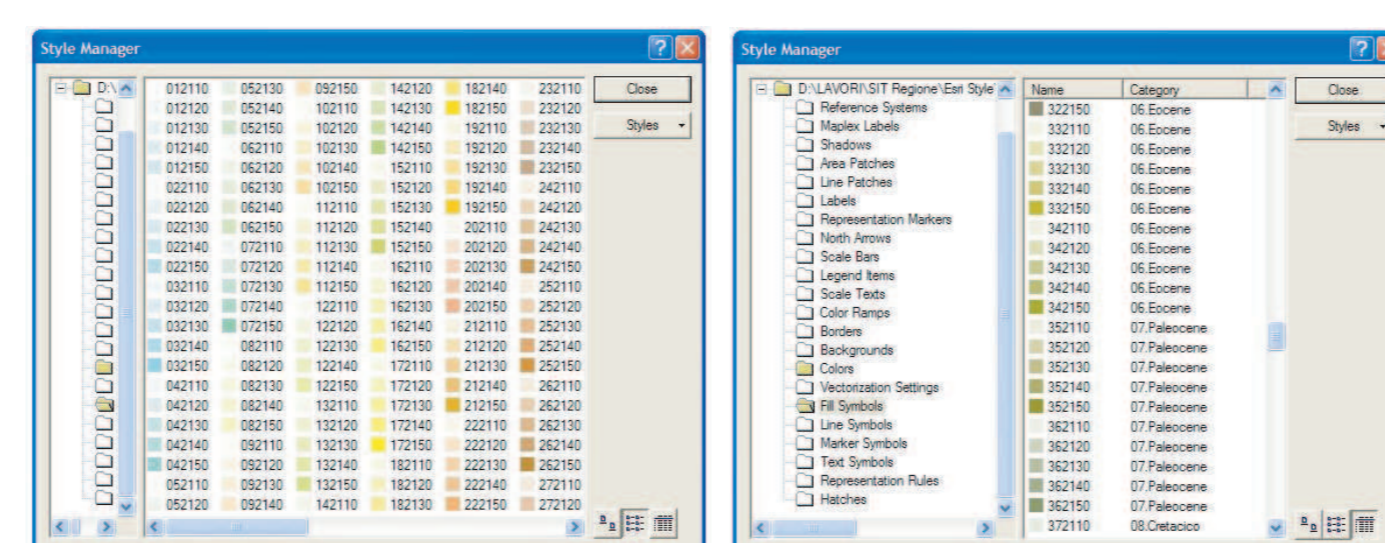 Style Manager
D:\
012110 052130 092150 142120 182140 232110
012120 052140 102110 142130 182150 232120
012130 052150 102120 142140 192110 232130
012140 062110 102130 142150 192120 232140
012150 062120 102140 152110 192130 232150
022110 062130 102150 152120 192140 242110
022120 062140 112110 152130 192150 242120
022130 062150 112120 152140 202110 242130
022140 072110 112130 152150 202120 242140
022150 072120 112140 162110 202130 242150
032110 072130 112150 162120 202140 252110
032120 072140 122110 162130 202150 252120
032130 072150 122120 162140 212110 252130
032140 082110 122130 162150 212120 252140
032150 082120 122140 172110 212130 252150
042110 082130 122150 172120 212140 262110
042120 082140 132110 172130 212150 262120
042130 082150 132120 172140 222110 262130
042140 092110 132130 172150 222120 262140
042150 092120 132140 182110 222130 262150
052110 092130 132150 182120 222140 272110
052120 092140 142110 182130 222150 272120
Close
Styles
Style Manager
D:\LAVORI\SIT Regione\Esri Style
Reference Systems
Maplex Labels
Shadows
Area Patches
Line Patches
Labels
Representation Markers
North Arrows
Scale Bars
Legend Items
Scale Texts
Color Ramps
Borders
Backgrounds
Colors
Vectorization Settings
Fill Symbols
Line Symbols
Marker Symbols
Text Symbols
Representation Rules
Hatches
Name Category
322150 06.Eocene
332110 06.Eocene
332120 06.Eocene
332130 06.Eocene
332140 06.Eocene
332150 06.Eocene
342110 06.Eocene
342120 06.Eocene
342130 06.Eocene
342140 06.Eocene
342150 06.Eocene
352110 07.Paleocene
352120 07.Paleocene
352130 07.Paleocene
352140 07.Paleocene
352150 07.Paleocene
362110 07.Paleocene
362120 07.Paleocene
362130 07.Paleocene
362140 07.Paleocene
362150 07.Paleocene
372110 08.Cretacico
Close
Styles